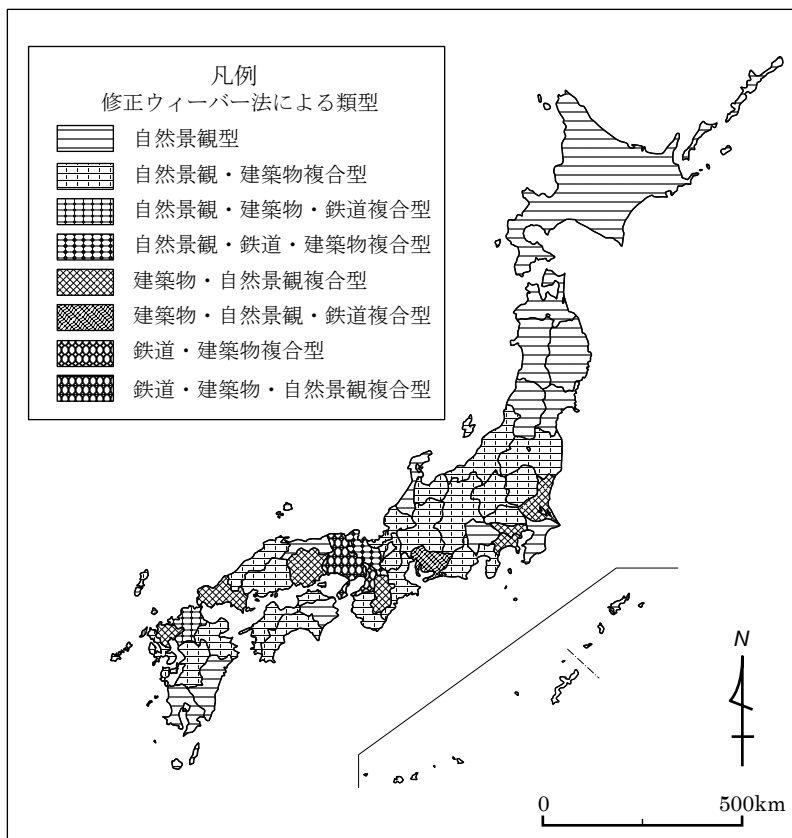 凡例
修正ウィーバー法による類型
自然景観型
自然景観・建築物複合型
自然景観・建築物・鉄道複合型
自然景観・鉄道・建築物複合型
建築物・自然景観複合型
建築物・自然景観・鉄道複合型
鉄道・建築物複合型
鉄道・建築物・自然景観複合型
N
0 500km